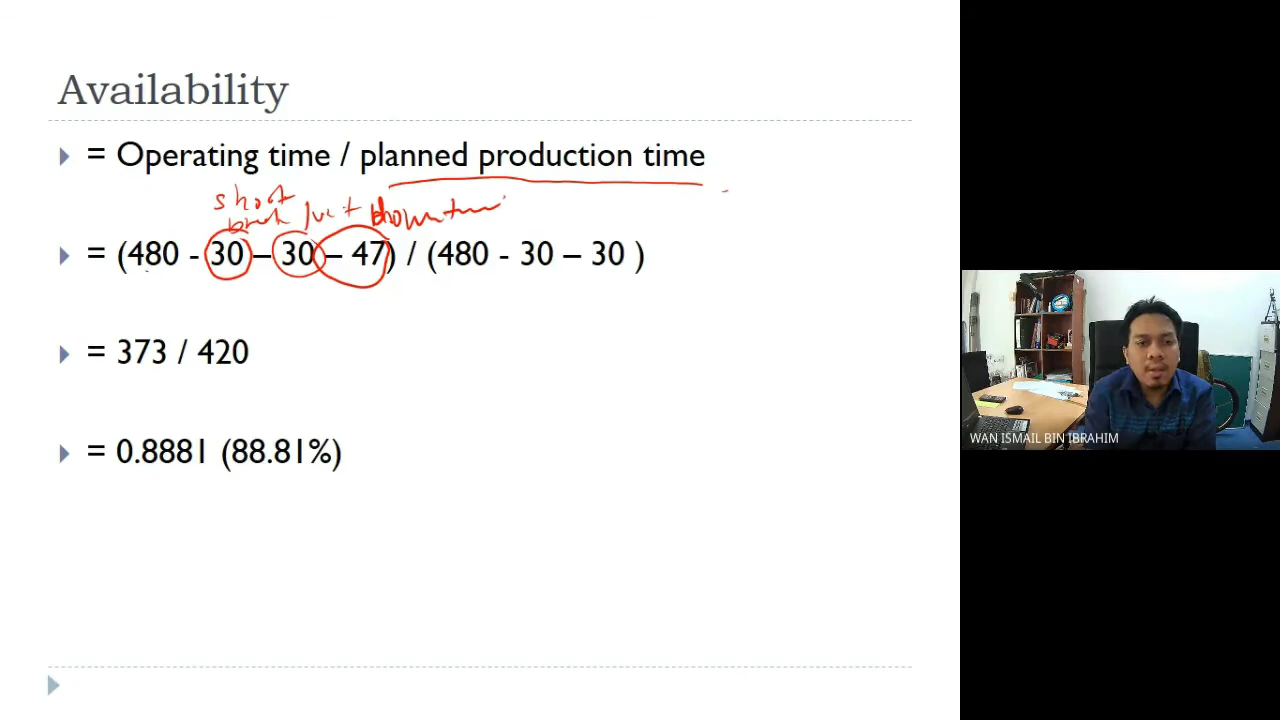 Availability
= Operating time / planned production time
short
break
downtime
= (480 - 30 – 30 – 47) / (480 - 30 – 30 )
= 373 / 420
= 0.8881 (88.81%)
WAN ISMAIL BIN IBRAHIM